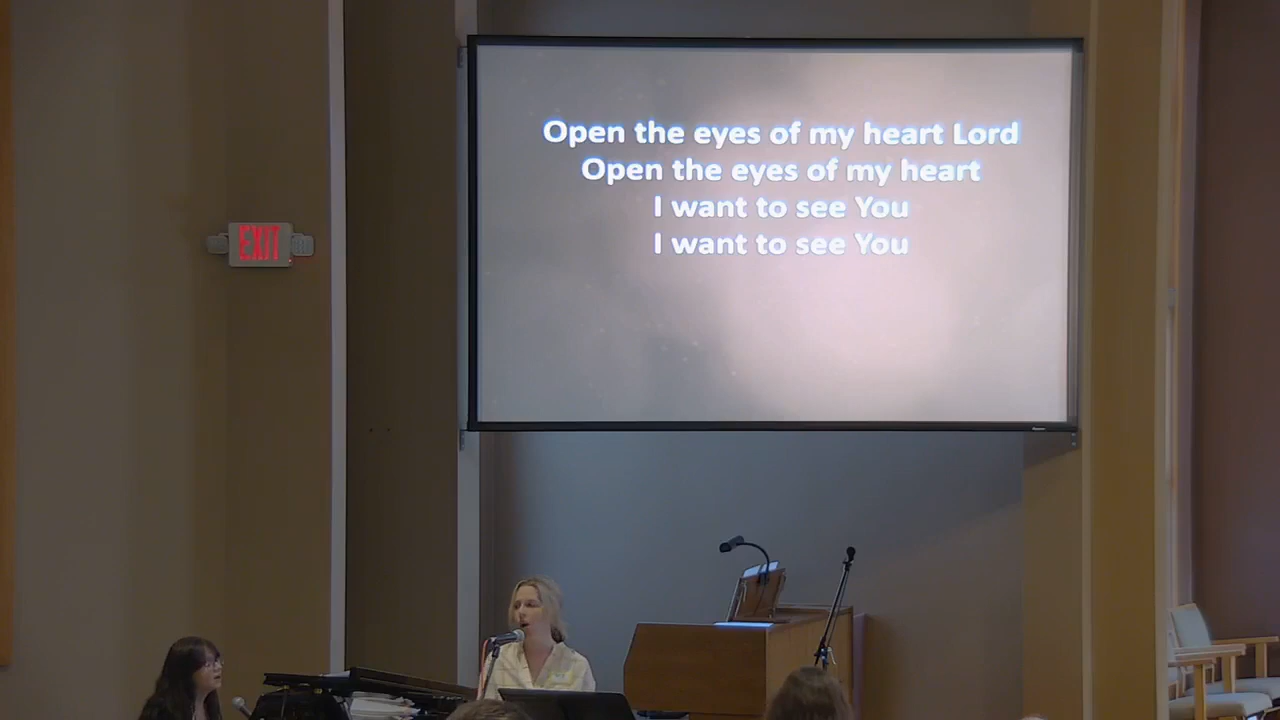 Open the eyes of my heart Lord
Open the eyes of my heart
I want to see You
I want to see You
EXIT